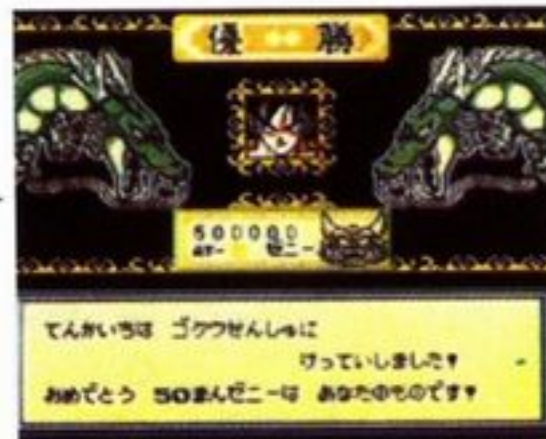 優勝
500000
ゼニー
てんかいちは ゴクウせんしゅに
けっていしました♥
おめでとう 50まんゼニーは あなたのものです♥